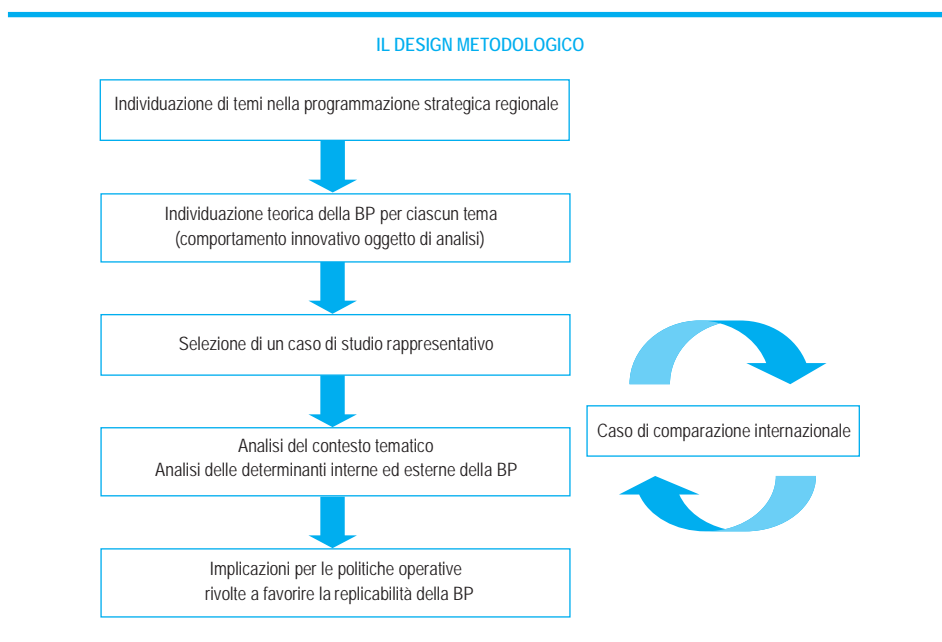 IL DESIGN METODOLOGICO
Individuazione di temi nella programmazione strategica regionale
Individuazione teorica della BP per ciascun tema
(comportamento innovativo oggetto di analisi)
Selezione di un caso di studio rappresentativo
Analisi del contesto tematico
Analisi delle determinanti interne ed esterne della BP
Caso di comparazione internazionale
Implicazioni per le politiche operative
rivolte a favorire la replicabilità della BP